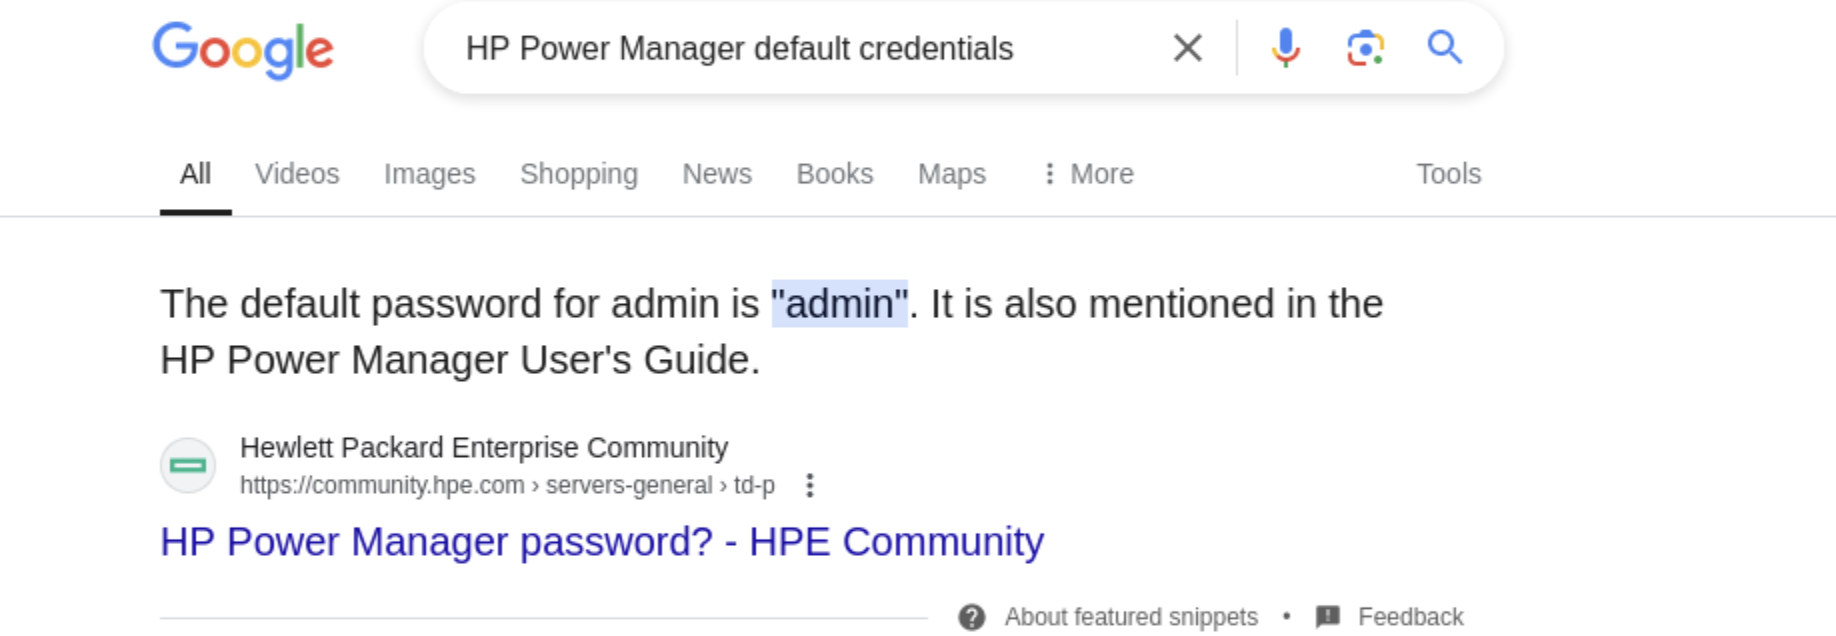 Google
HP Power Manager default credentials
All Videos Images Shopping News Books Maps More Tools
The default password for admin is "admin". It is also mentioned in the
HP Power Manager User's Guide.
Hewlett Packard Enterprise Community
https://community.hpe.com › servers-general › td-p
HP Power Manager password? - HPE Community
About featured snippets • Feedback